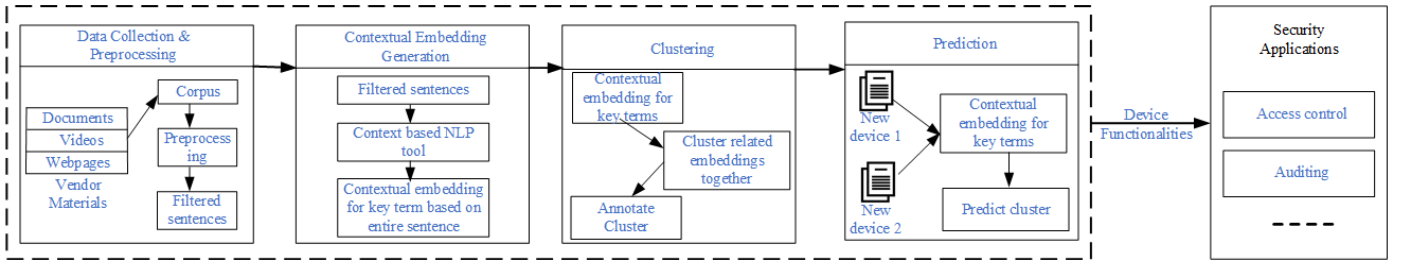 Data Collection &
Preprocessing
Corpus
Documents
Videos
Webpages
Vendor
Materials
Preprocess
ing
Filtered
sentences
Contextual Embedding
Generation
Filtered sentences
Context based NLP
tool
Contextual embedding
for key term based on
entire sentence
Clustering
Contextual
embedding for
key terms
Cluster related
embeddings
together
Annotate
Cluster
Prediction
New
device 1
New
device 2
Contextual
embedding for
key terms
Predict cluster
Device
Functionalities
Security
Applications
Access control
Auditing